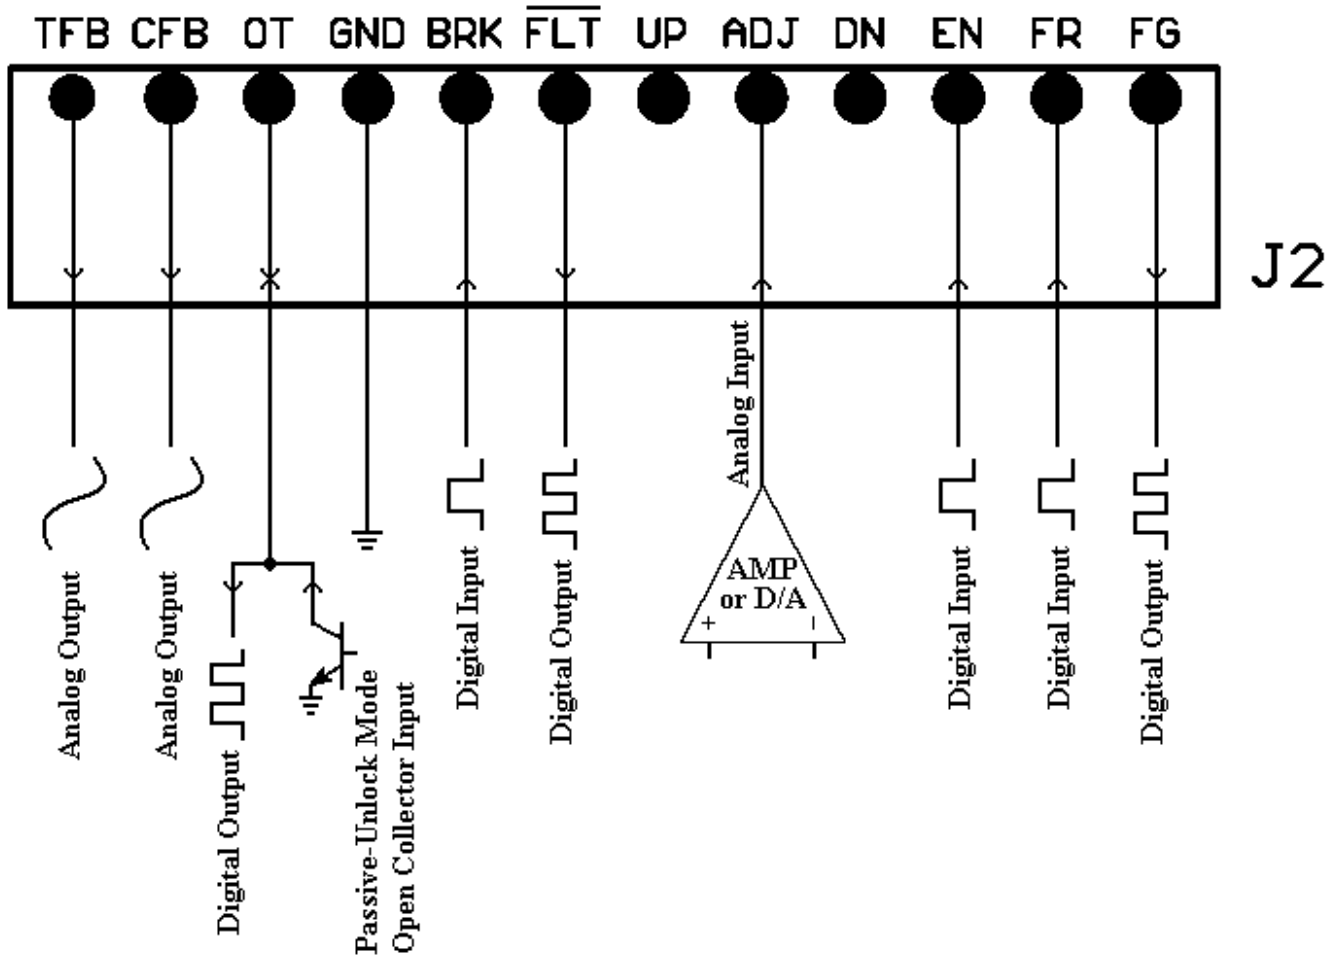 TFB CFB OT GND BRK FLT UP ADJ DN EN FR FG
J2
Analog Output
Analog Output
Digital Output
Passive-Unlock Mode
Open Collector Input
Digital Input
Digital Output
Analog Input
AMP
or D/A
+ -
Digital Input
Digital Input
Digital Output